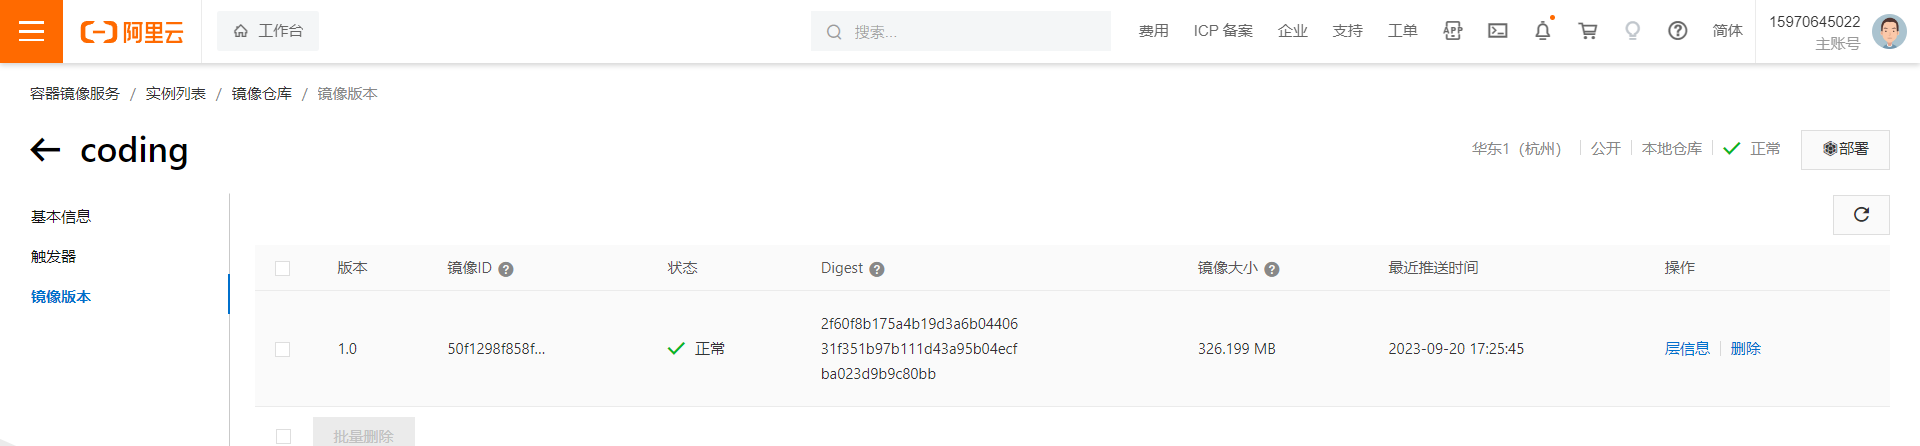 阿里云
工作台
搜索...
费用
ICP 备案
企业
支持
工单
APP
简体
15970645022
主账号
容器镜像服务 / 实例列表 / 镜像仓库 / 镜像版本
coding
华东1（杭州）
公开
本地仓库
正常
部署
基本信息
触发器
镜像版本
版本 镜像ID 状态 Digest 镜像大小 最近推送时间 操作
1.0 50f1298f858f... 正常
2f60f8b175a4b19d3a6b04406
31f351b97b111d43a95b04ecf
ba023d9b9c80bb
326.199 MB 2023-09-20 17:25:45 层信息 删除
批量删除